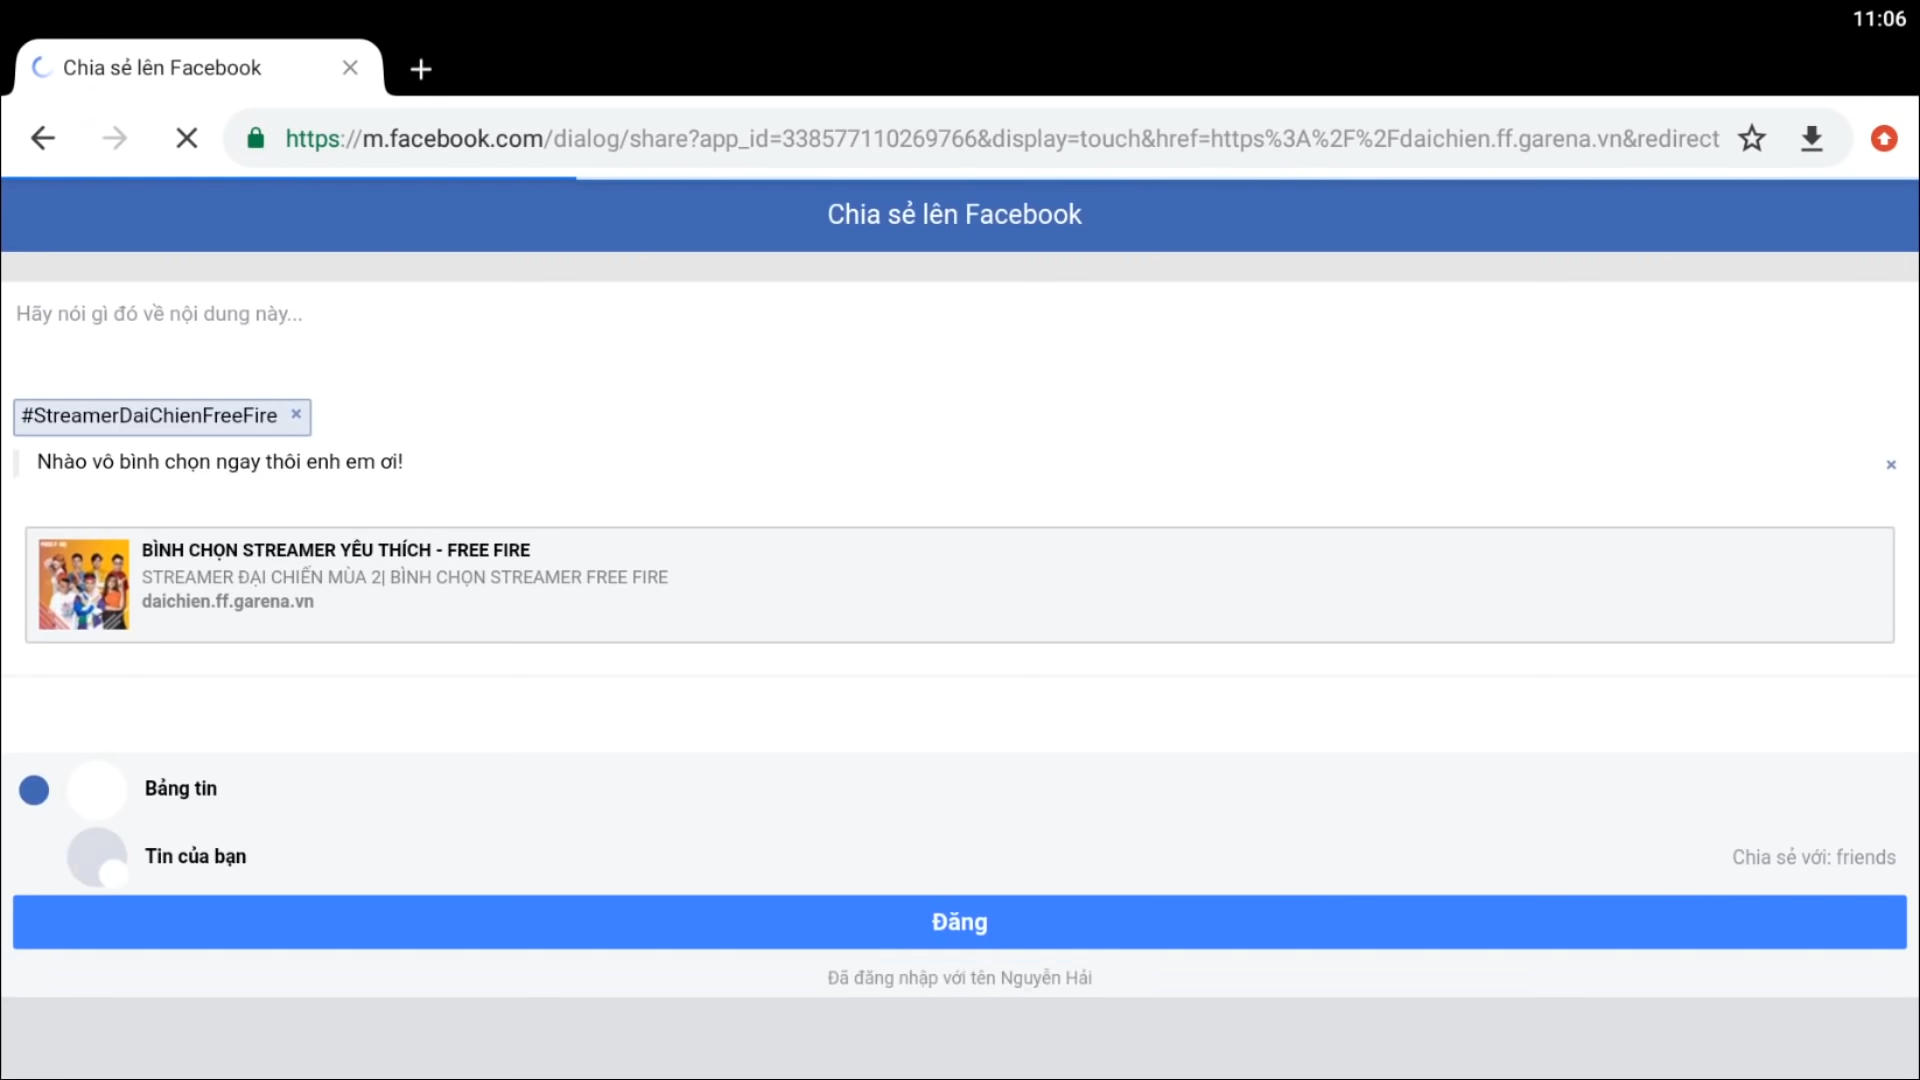 11:06
Chia sẻ lên Facebook
https://m.facebook.com/dialog/share?app_id=338577110269766&display=touch&href=https%3A%2F%2Fdaichien.ff.garena.vn&redirect
Chia sẻ lên Facebook
Hãy nói gì đó về nội dung này...
#StreamerDaiChienFreeFire
Nhào vô bình chọn ngay thôi enh em ơi!
BÌNH CHỌN STREAMER YÊU THÍCH - FREE FIRE
STREAMER ĐẠI CHIẾN MÙA 2| BÌNH CHỌN STREAMER FREE FIRE
daichien.ff.garena.vn
Bảng tin
Tin của bạn
Chia sẻ với: friends
Đăng
Đã đăng nhập với tên Nguyễn Hải